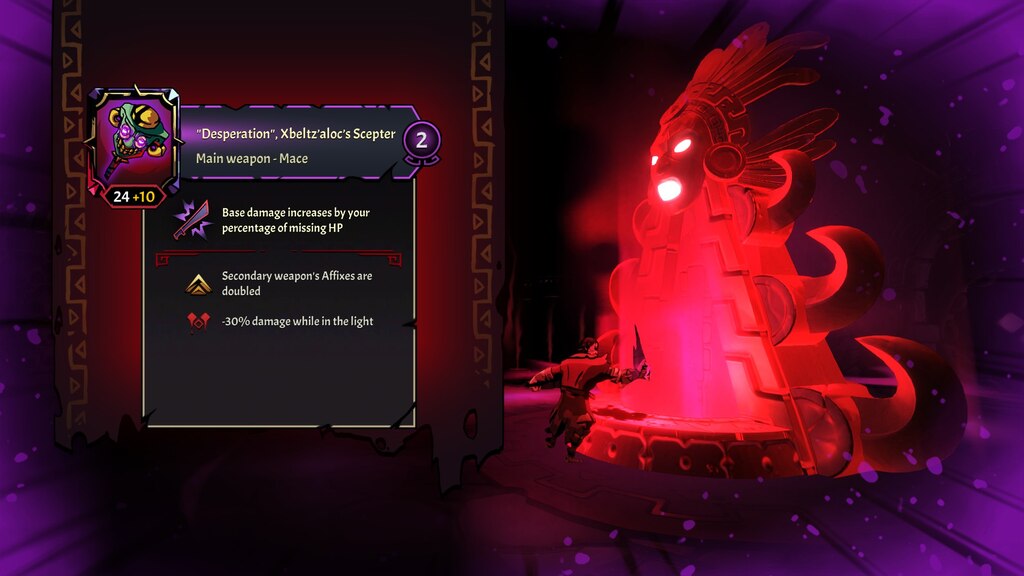 "Desperation", Xbeltz'aloc's Scepter
2
Main weapon - Mace
24 +10
Base damage increases by your
percentage of missing HP
Secondary weapon's Affixes are
doubled
-30% damage while in the light